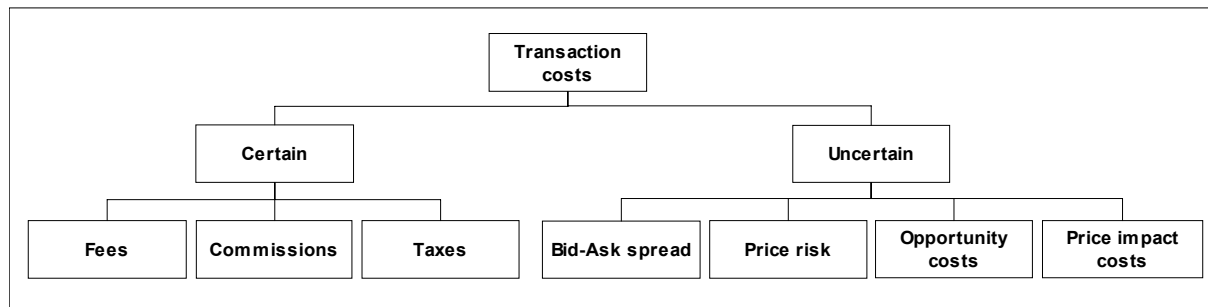 Transaction
costs
Certain
Uncertain
Fees
Commissions
Taxes
Bid-Ask spread
Price risk
Opportunity
costs
Price impact
costs